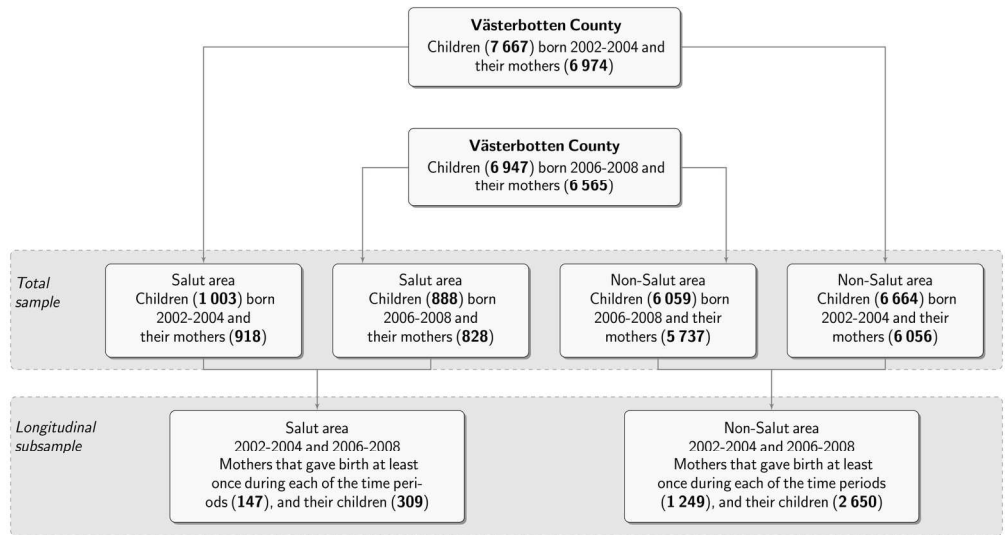 Västerbotten County
Children (7 667) born 2002-2004 and
their mothers (6 974)
Västerbotten County
Children (6 947) born 2006-2008 and
their mothers (6 565)
Total
sample
Salut area
Children (1 003) born
2002-2004 and
their mothers (918)
Salut area
Children (888) born
2006-2008 and
their mothers (828)
Non-Salut area
Children (6 059) born
2006-2008 and their
mothers (5 737)
Non-Salut area
Children (6 664) born
2002-2004 and their
mothers (6 056)
Longitudinal
subsample
Salut area
2002-2004 and 2006-2008
Mothers that gave birth at least
once during each of the time peri-
ods (147), and their children (309)
Non-Salut area
2002-2004 and 2006-2008
Mothers that gave birth at least
once during each of the time periods
(1 249), and their children (2 650)